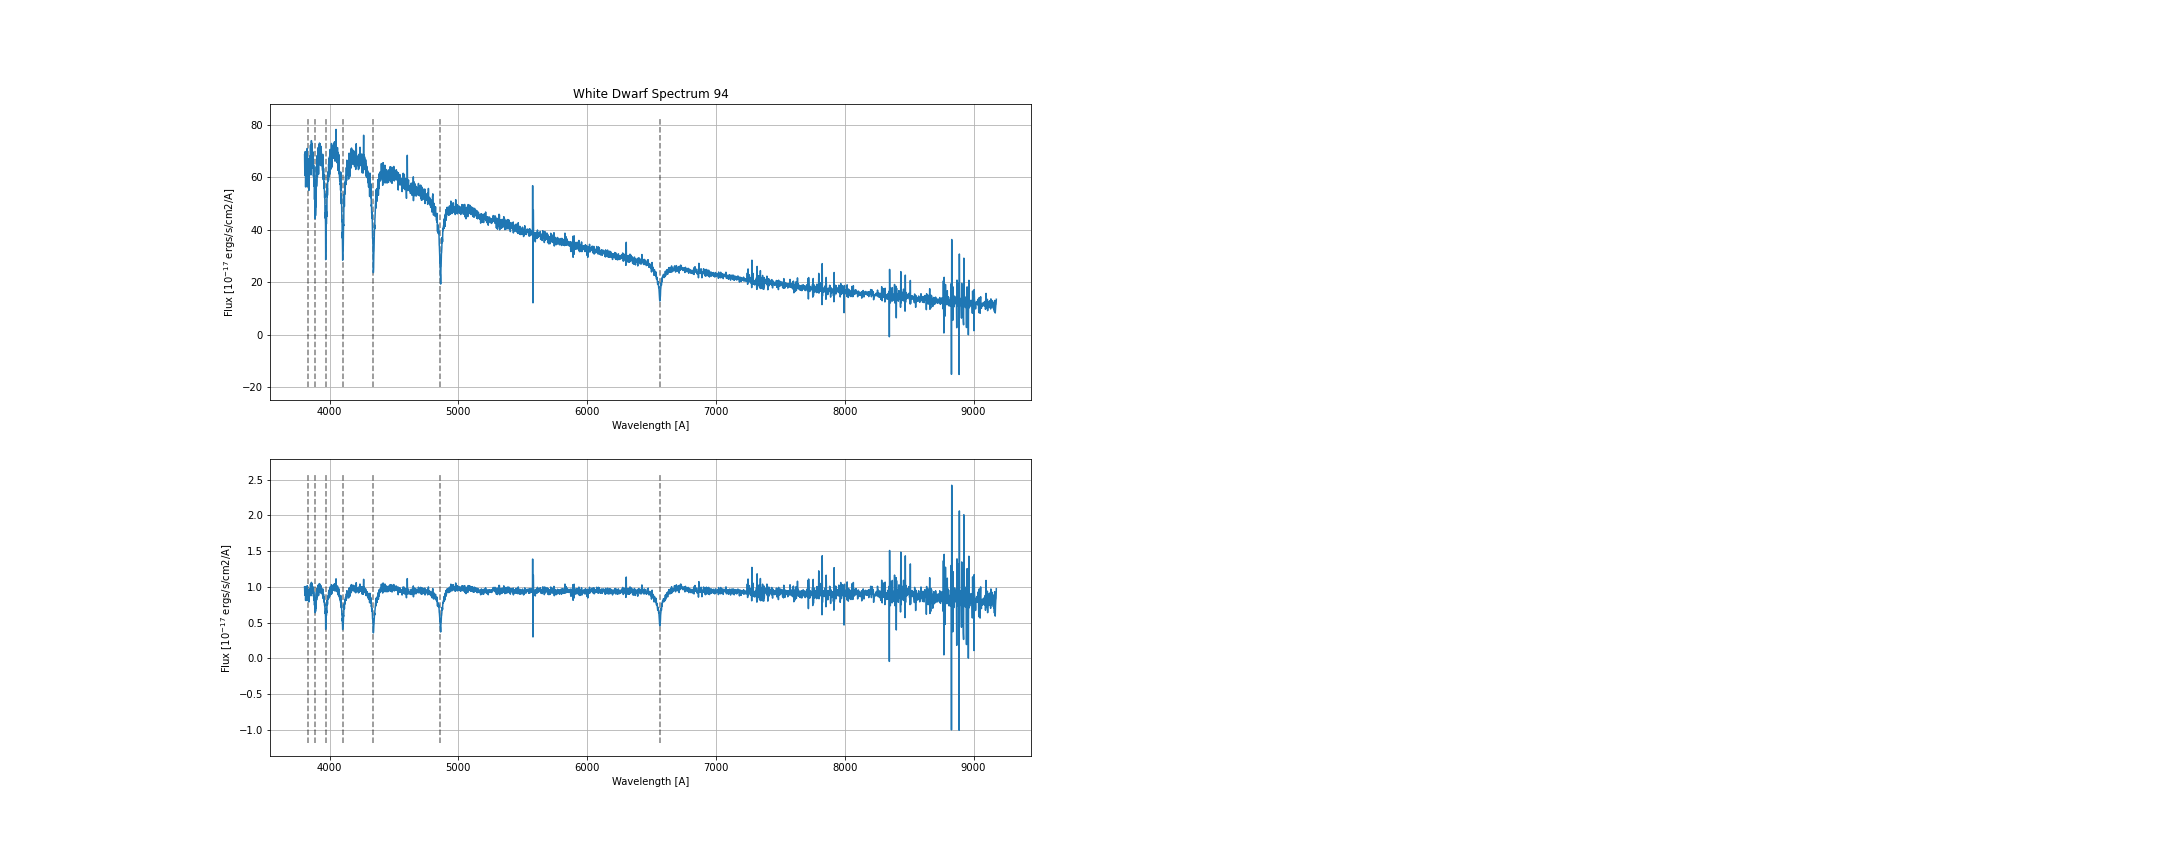 White Dwarf Spectrum 94
80
60
40
20
0
−20
Flux [10⁻¹⁷ ergs/s/cm2/A]
4000 5000 6000 7000 8000 9000
Wavelength [A]
2.5
2.0
1.5
1.0
0.5
0.0
−0.5
−1.0
Flux [10⁻¹⁷ ergs/s/cm2/A]
4000 5000 6000 7000 8000 9000
Wavelength [A]